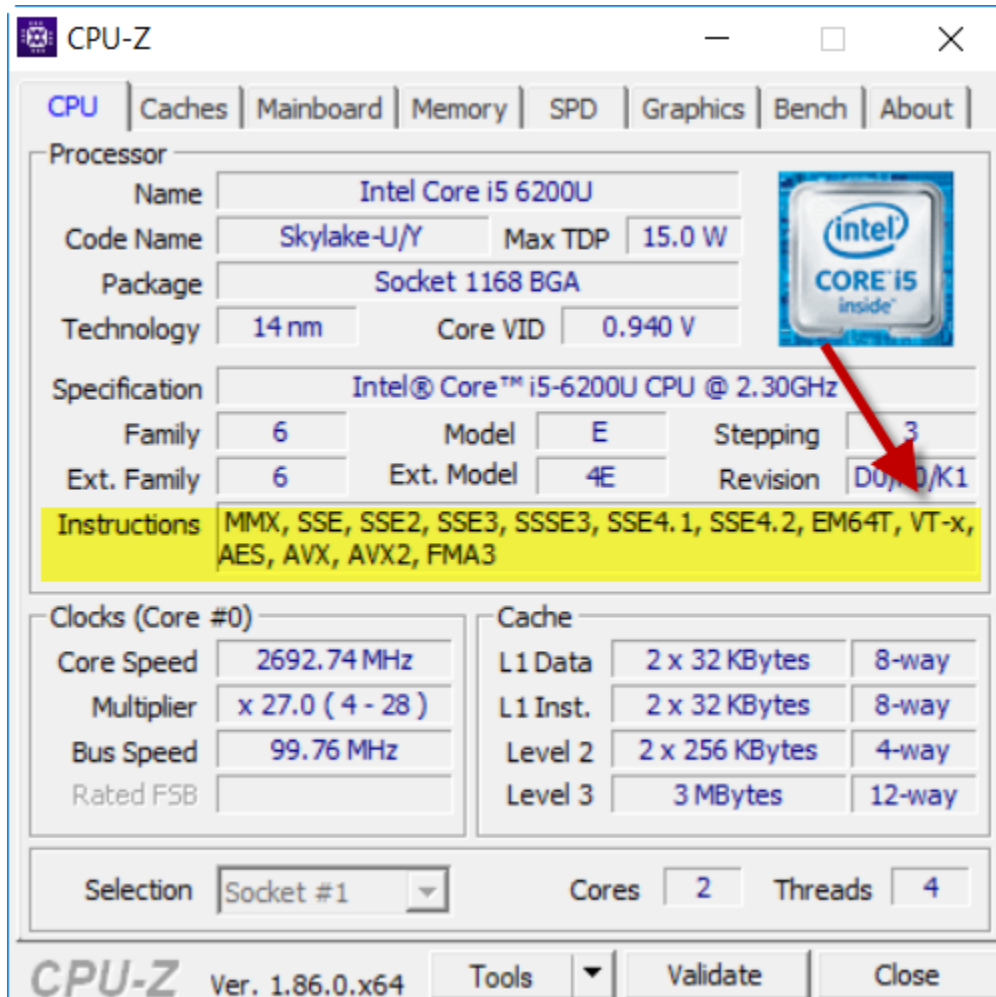 CPU-Z
CPU Caches Mainboard Memory SPD Graphics Bench About
Processor
Name Intel Core i5 6200U
Code Name Skylake-U/Y Max TDP 15.0 W
Package Socket 1168 BGA
Technology 14 nm Core VID 0.940 V
intel
CORE i5
inside™
Specification Intel® Core™ i5-6200U CPU @ 2.30GHz
Family 6 Model E Stepping 3
Ext. Family 6 Ext. Model 4E Revision
Instructions MMX, SSE, SSE2, SSE3, SSSE3, SSE4.1, SSE4.2, EM64T, VT-x,
AES, AVX, AVX2, FMA3
Clocks (Core #0) Cache
Core Speed 2692.74 MHz L1 Data 2 x 32 KBytes 8-way
Multiplier x 27.0 ( 4 - 28 ) L1 Inst. 2 x 32 KBytes 8-way
Bus Speed 99.76 MHz Level 2 2 x 256 KBytes 4-way
Rated FSB Level 3 3 MBytes 12-way
Selection Socket #1 Cores 2 Threads 4
CPU-Z Ver. 1.86.0.x64 Tools Validate Close